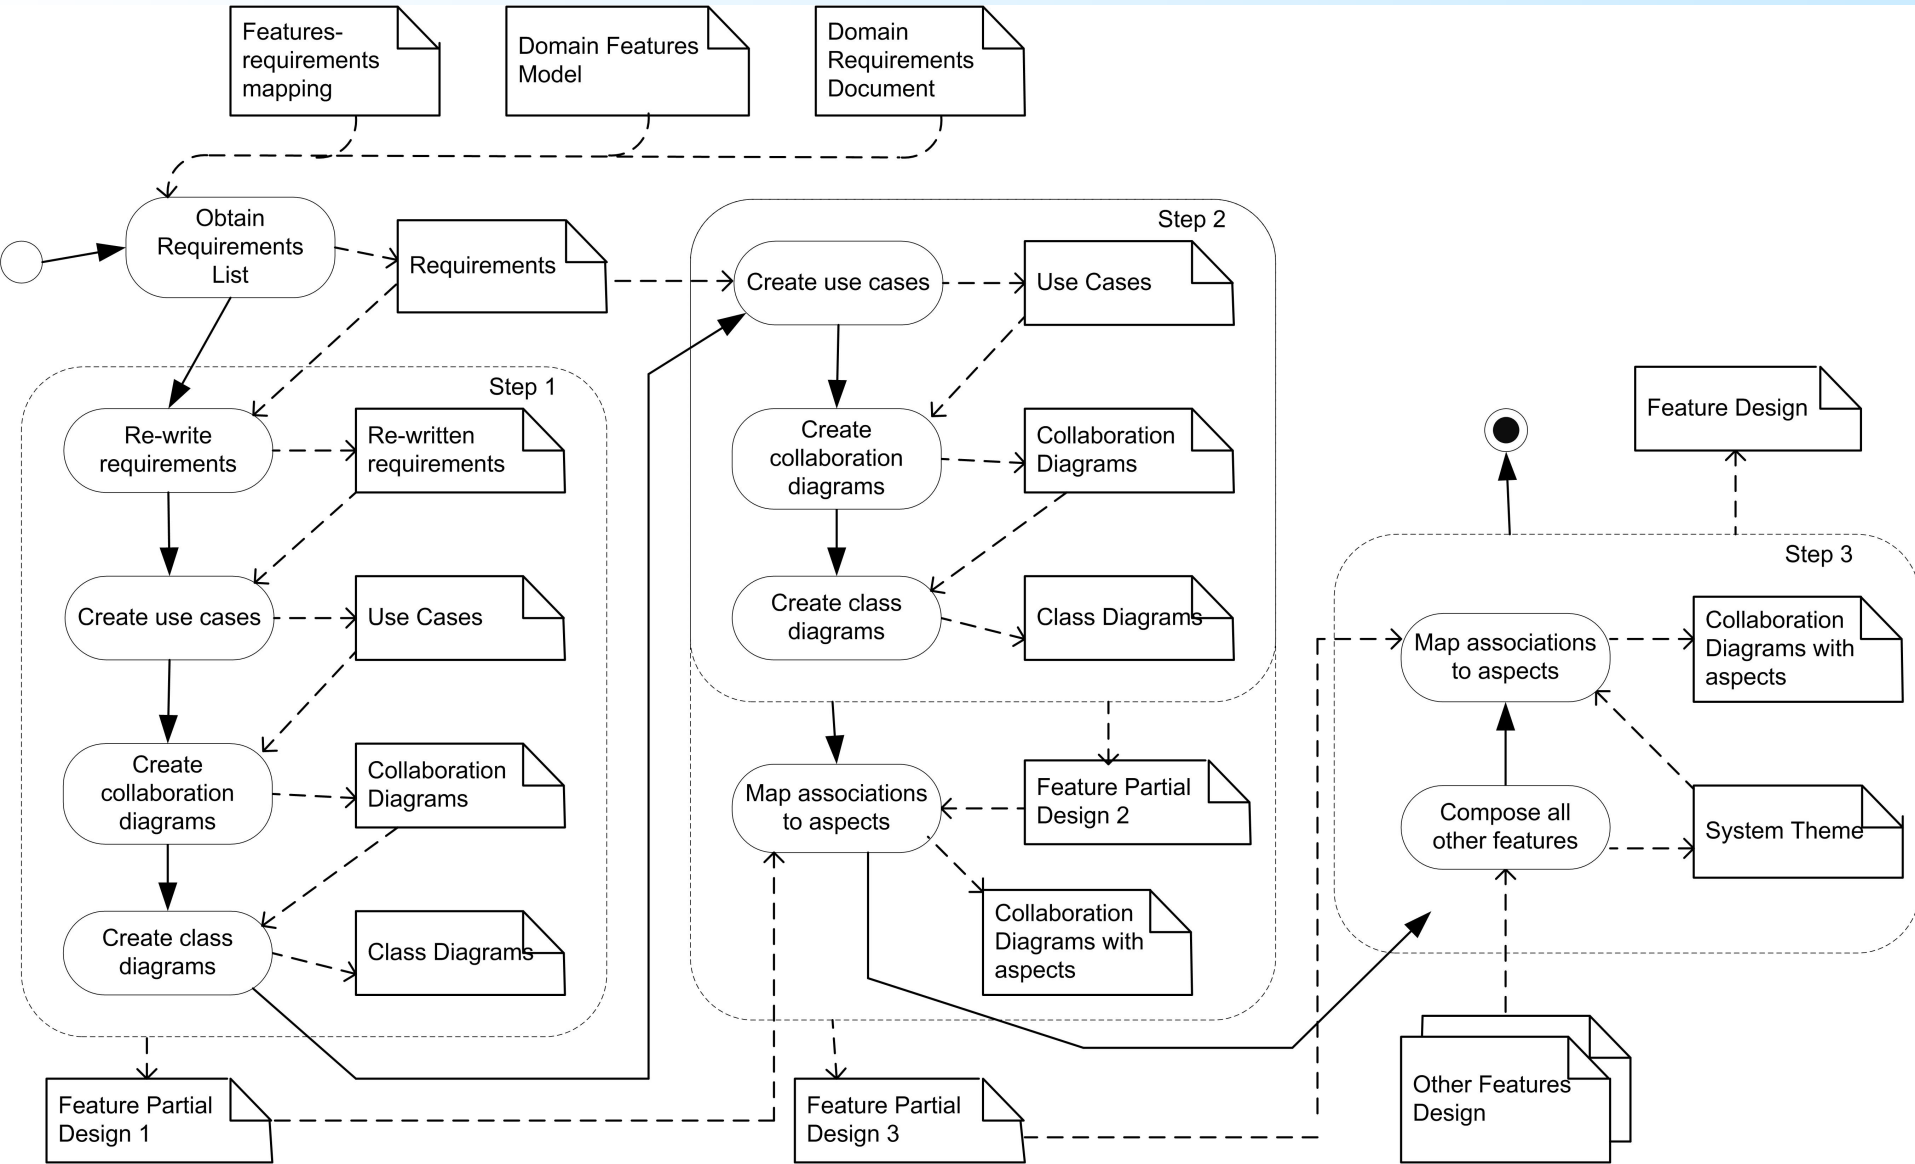 Features-
requirements
mapping
Domain Features
Model
Domain
Requirements
Document
Obtain
Requirements
List
Requirements
Step 1
Re-write
requirements
Re-written
requirements
Create use cases
Use Cases
Create
collaboration
diagrams
Collaboration
Diagrams
Create class
diagrams
Class Diagrams
Feature Partial
Design 1
Step 2
Create use cases
Use Cases
Create
collaboration
diagrams
Collaboration
Diagrams
Create class
diagrams
Class Diagrams
Map associations
to aspects
Feature Partial
Design 2
Collaboration
Diagrams with
aspects
Feature Partial
Design 3
Feature Design
Step 3
Map associations
to aspects
Collaboration
Diagrams with
aspects
Compose all
other features
System Theme
Other Features
Design